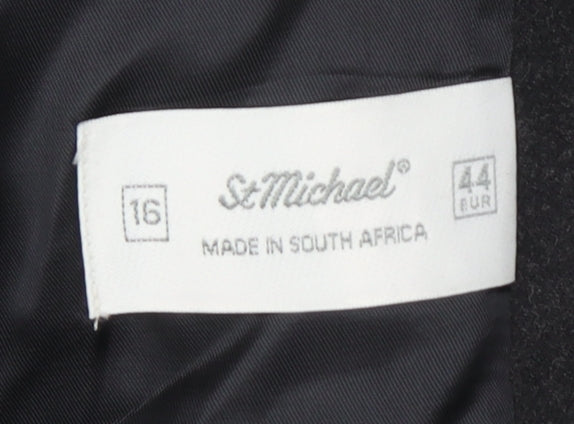 16
St Michael®
MADE IN SOUTH AFRICA
44
EUR